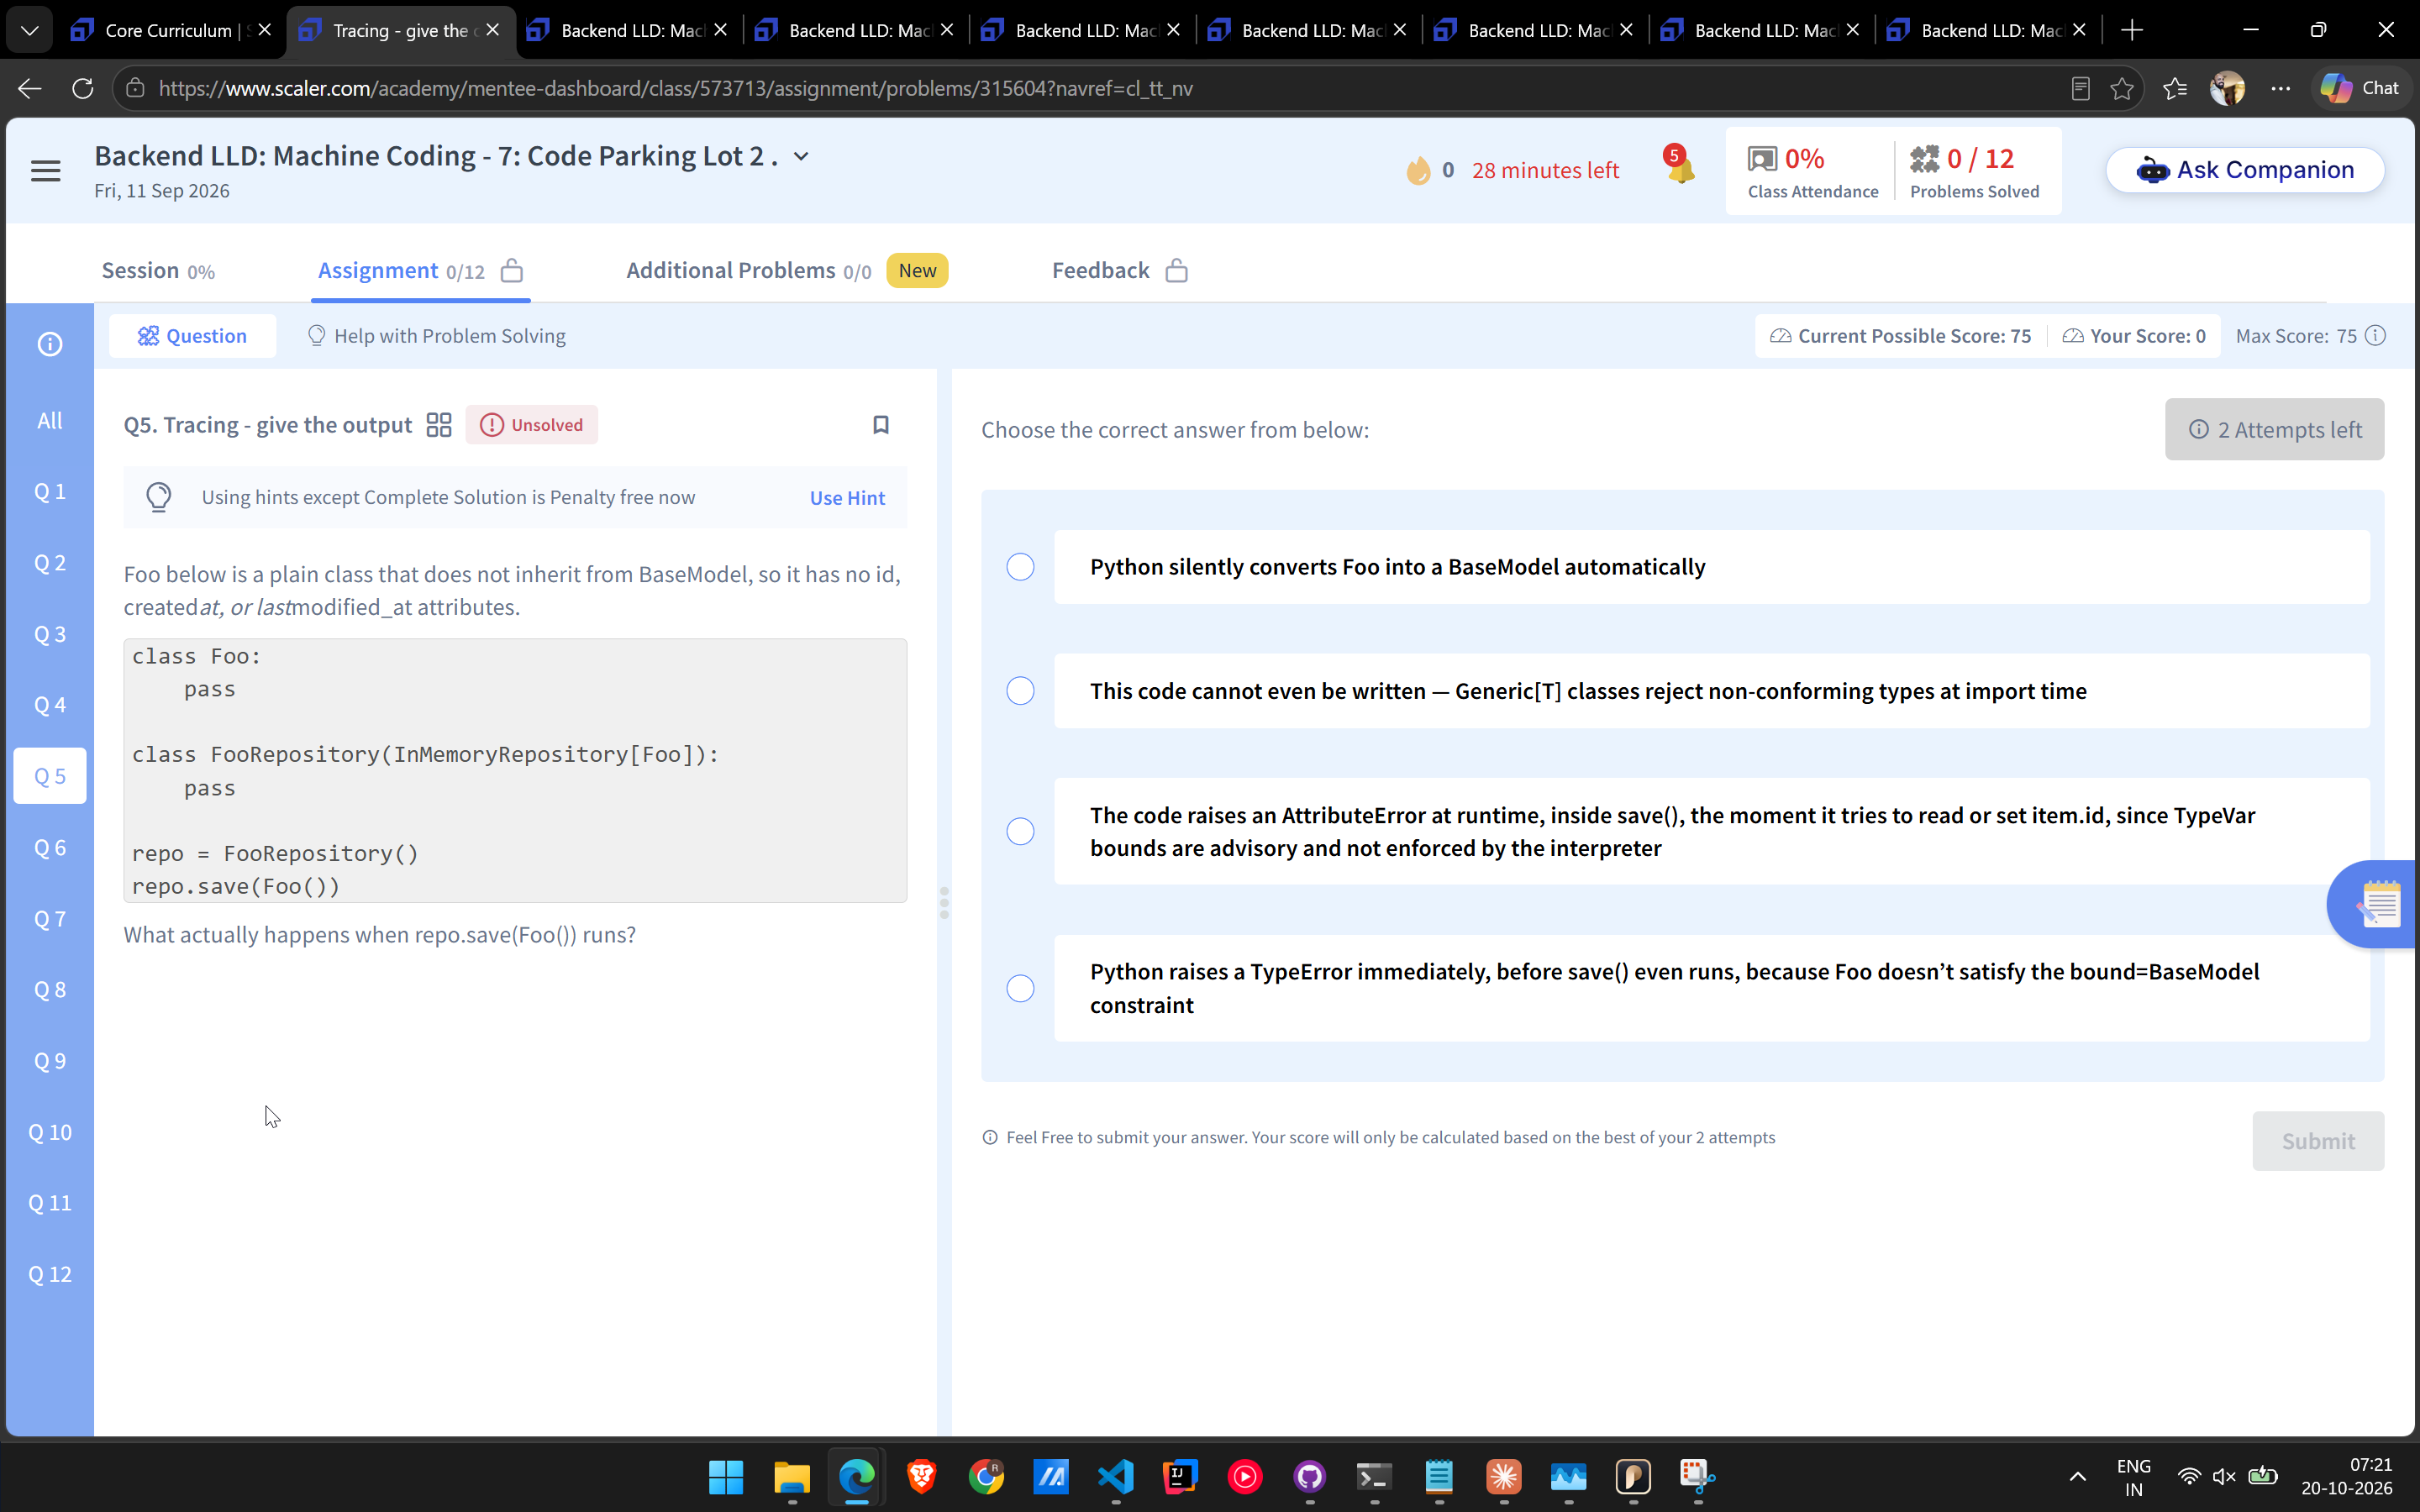 Core Curriculum | S
Tracing - give the o
Backend LLD: Mac
Backend LLD: Mac
Backend LLD: Mac
Backend LLD: Mac
Backend LLD: Mac
Backend LLD: Mac
Backend LLD: Mac
https://www.scaler.com/academy/mentee-dashboard/class/573713/assignment/problems/315604?navref=cl_tt_nv
Chat
Backend LLD: Machine Coding - 7: Code Parking Lot 2 .
Fri, 11 Sep 2026
0
28 minutes left
5
0%
Class Attendance
0 / 12
Problems Solved
Ask Companion
Session 0%
Assignment 0/12
Additional Problems 0/0 New
Feedback
Question
Help with Problem Solving
Current Possible Score: 75
Your Score: 0
Max Score: 75
All
Q 1
Q 2
Q 3
Q 4
Q 5
Q 6
Q 7
Q 8
Q 9
Q 10
Q 11
Q 12
Q5. Tracing - give the output
Unsolved
Using hints except Complete Solution is Penalty free now
Use Hint
Foo below is a plain class that does not inherit from BaseModel, so it has no id,
createdat, or lastmodified_at attributes.
class Foo:
    pass
class FooRepository(InMemoryRepository[Foo]):
    pass
repo = FooRepository()
repo.save(Foo())
What actually happens when repo.save(Foo()) runs?
Choose the correct answer from below:
2 Attempts left
Python silently converts Foo into a BaseModel automatically
This code cannot even be written — Generic[T] classes reject non-conforming types at import time
The code raises an AttributeError at runtime, inside save(), the moment it tries to read or set item.id, since TypeVar
bounds are advisory and not enforced by the interpreter
Python raises a TypeError immediately, before save() even runs, because Foo doesn’t satisfy the bound=BaseModel
constraint
Feel Free to submit your answer. Your score will only be calculated based on the best of your 2 attempts
Submit
R
IJ
ENG
IN
07:21
20-10-2026